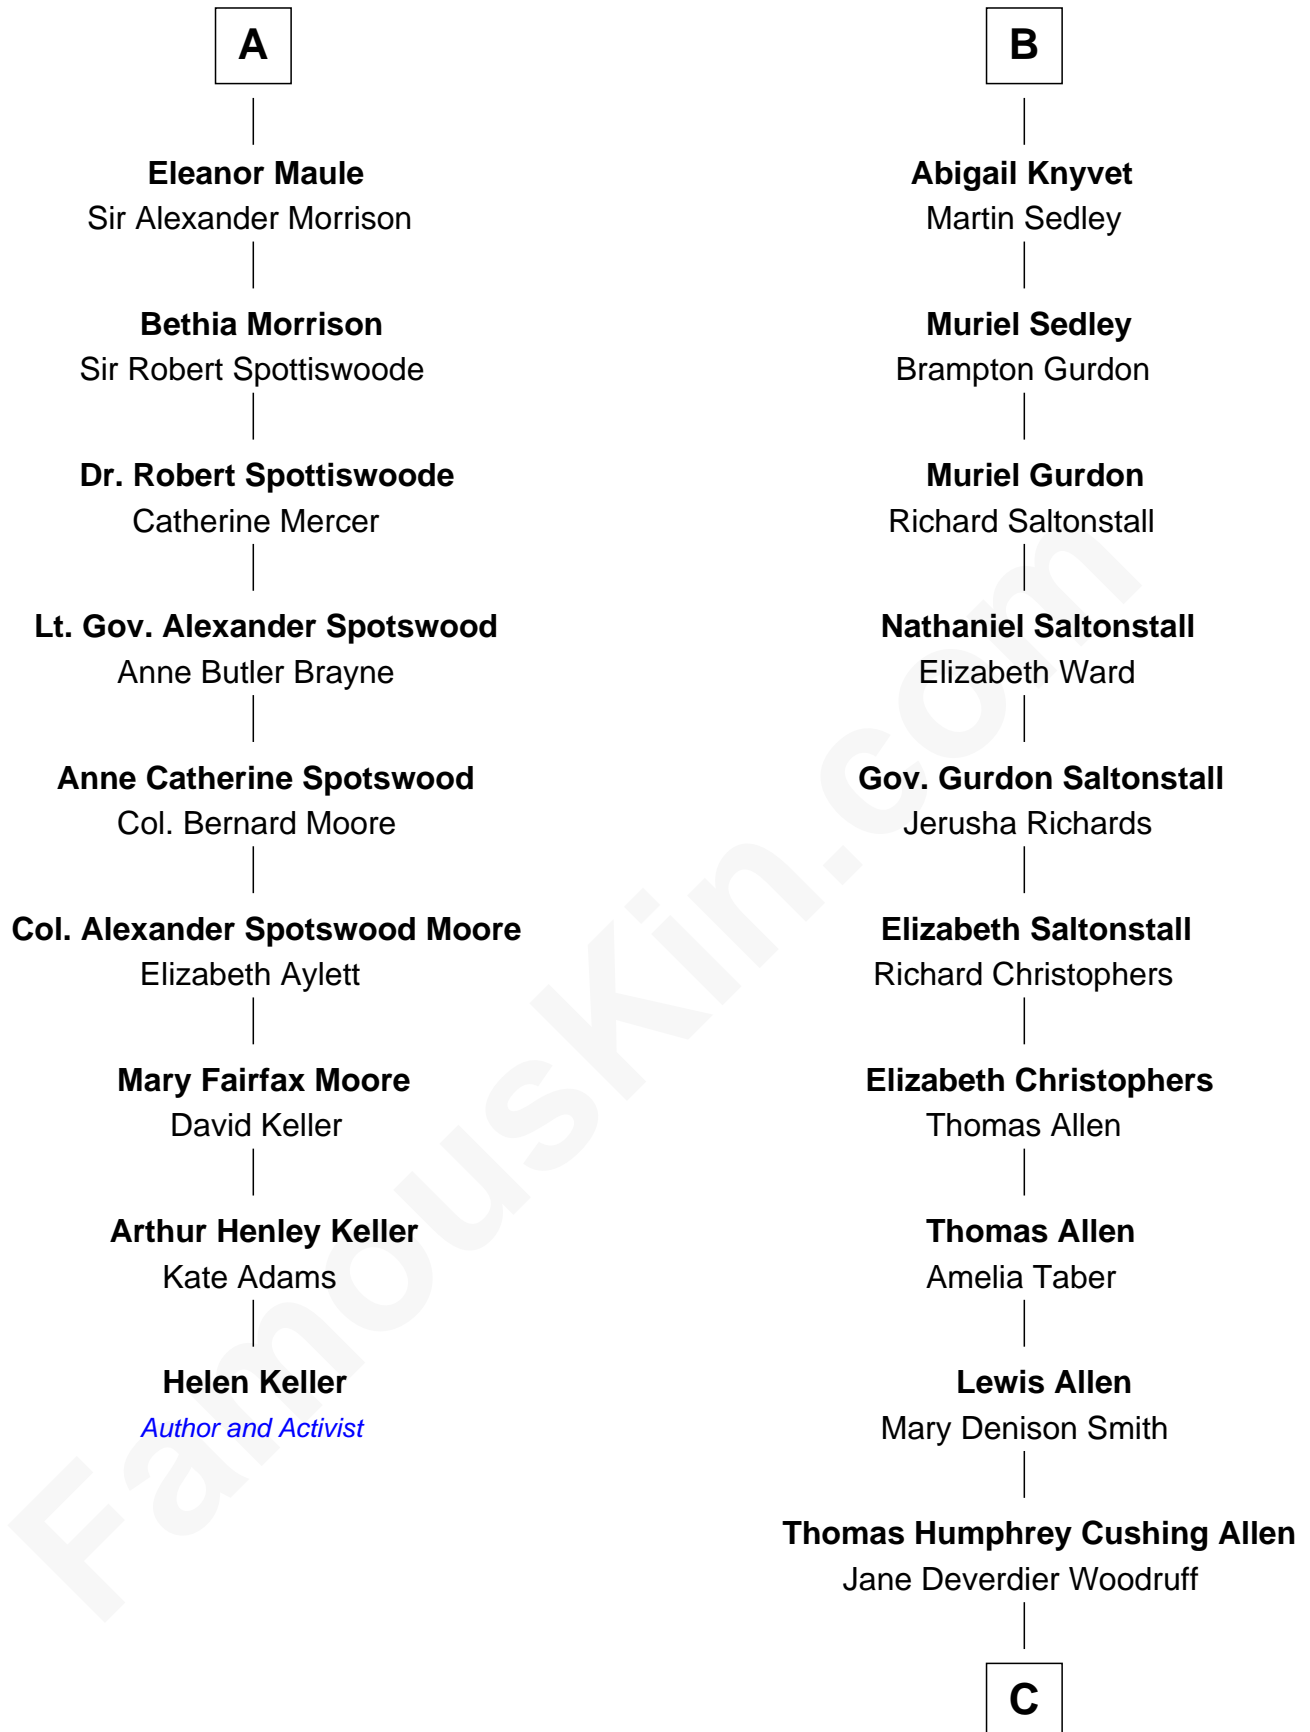 A
Eleanor Maule
Sir Alexander Morrison
Bethia Morrison
Sir Robert Spottiswoode
Dr. Robert Spottiswoode
Catherine Mercer
Lt. Gov. Alexander Spotswood
Anne Butler Brayne
Anne Catherine Spotswood
Col. Bernard Moore
Col. Alexander Spotswood Moore
Elizabeth Aylett
Mary Fairfax Moore
David Keller
Arthur Henley Keller
Kate Adams
Helen Keller
Author and Activist
B
Abigail Knyvet
Martin Sedley
Muriel Sedley
Brampton Gurdon
Muriel Gurdon
Richard Saltonstall
Nathaniel Saltonstall
Elizabeth Ward
Gov. Gurdon Saltonstall
Jerusha Richards
Elizabeth Saltonstall
Richard Christophers
Elizabeth Christophers
Thomas Allen
Thomas Allen
Amelia Taber
Lewis Allen
Mary Denison Smith
Thomas Humphrey Cushing Allen
Jane Deverdier Woodruff
C
FamousKin.com